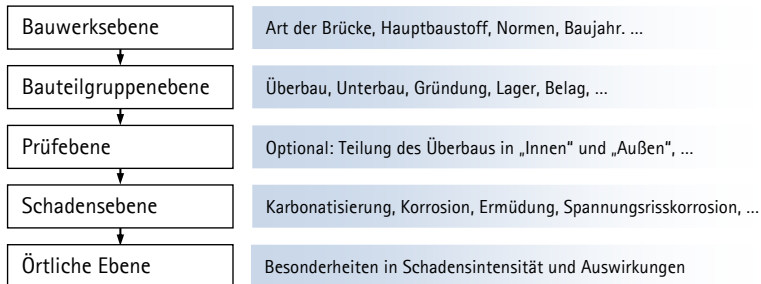 Bauwerksebene
Art der Brücke, Hauptbaustoff, Normen, Baujahr. ...
Bauteilgruppenebene
Überbau, Unterbau, Gründung, Lager, Belag, ...
Prüfebene
Optional: Teilung des Überbaus in „Innen“ und „Außen“, ...
Schadensebene
Karbonatisierung, Korrosion, Ermüdung, Spannungsrisskorrosion, ...
Örtliche Ebene
Besonderheiten in Schadensintensität und Auswirkungen